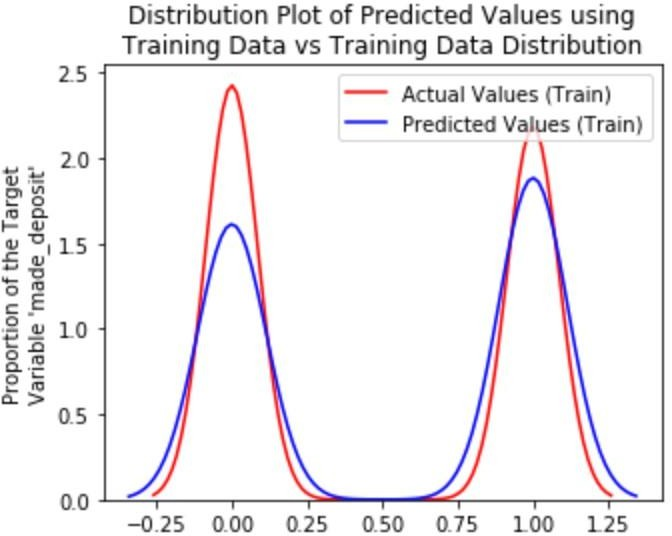 Distribution Plot of Predicted Values using
Training Data vs Training Data Distribution
2.5
2.0
1.5
1.0
0.5
0.0
Proportion of the Target
Variable 'made_deposit'
Actual Values (Train)
Predicted Values (Train)
−0.25 0.00 0.25 0.50 0.75 1.00 1.25